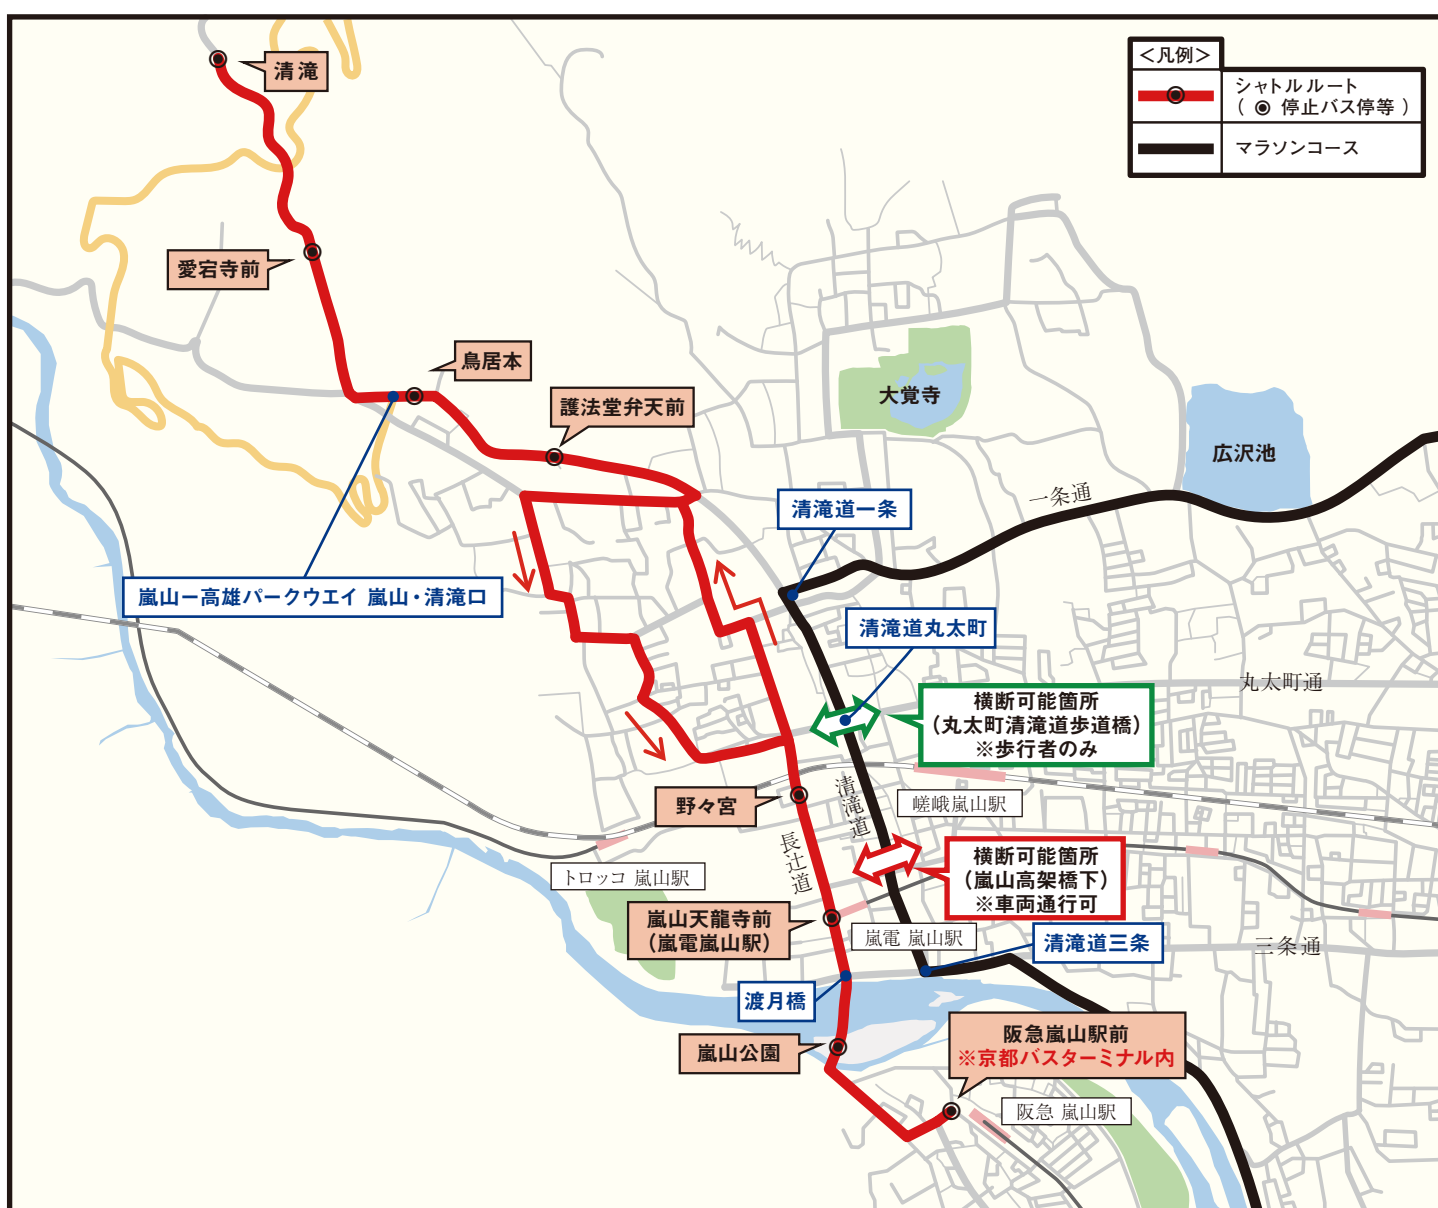 ＜凡例＞
シャトルルート
（ ◉ 停止バス停等 ）
マラソンコース
清滝
愛宕寺前
鳥居本
護法堂弁天前
大覚寺
広沢池
一条通
清滝道一条
嵐山ー高雄パークウエイ 嵐山・清滝口
清滝道丸太町
丸太町通
横断可能箇所
（丸太町清滝道歩道橋）
※歩行者のみ
野々宮
清滝道
嵯峨嵐山駅
長辻道
トロッコ 嵐山駅
横断可能箇所
（嵐山高架橋下）
※車両通行可
嵐山天龍寺前
（嵐電嵐山駅）
嵐電 嵐山駅
清滝道三条
三条通
渡月橋
嵐山公園
阪急嵐山駅前
※京都バスターミナル内
阪急 嵐山駅